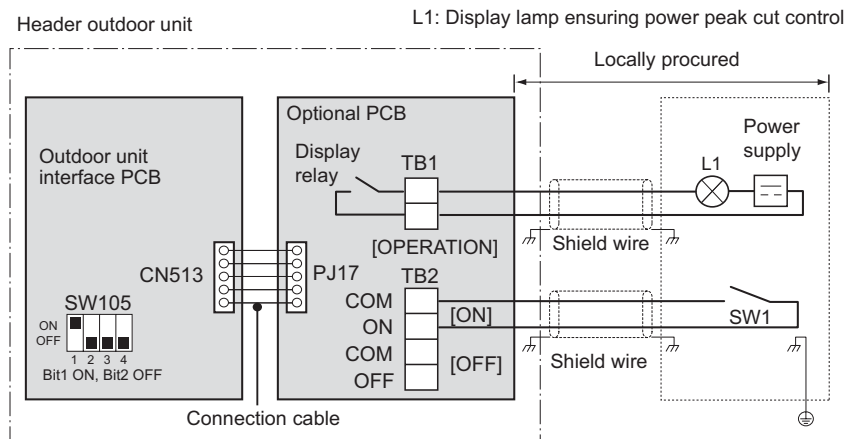 Header outdoor unit
L1: Display lamp ensuring power peak cut control
Locally procured
Optional PCB
Outdoor unit
interface PCB
Display
relay
TB1
L1
Power
supply
[OPERATION]
Shield wire
CN513
PJ17
TB2
SW105
ON
OFF
1 2 3 4
Bit1 ON, Bit2 OFF
COM
ON
[ON]
COM
OFF
[OFF]
SW1
Shield wire
Connection cable